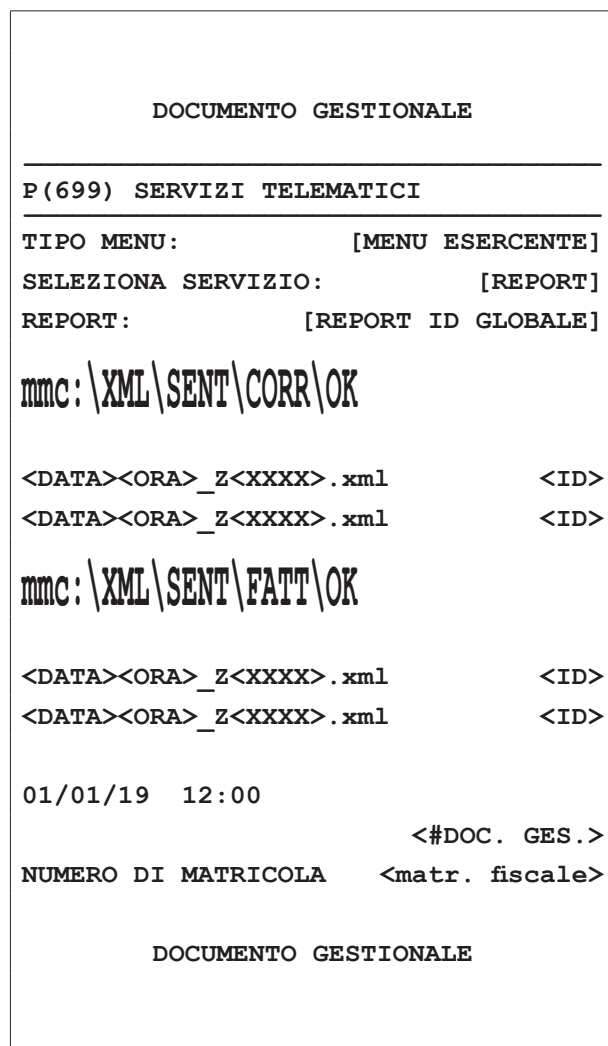 DOCUMENTO GESTIONALE
P(699) SERVIZI TELEMATICI
TIPO MENU: [MENU ESERCENTE]
SELEZIONA SERVIZIO: [REPORT]
REPORT: [REPORT ID GLOBALE]
mmc:\XML\SENT\CORR\OK
<DATA><ORA>_Z<XXXX>.xml <ID>
<DATA><ORA>_Z<XXXX>.xml <ID>
mmc:\XML\SENT\FATT\OK
<DATA><ORA>_Z<XXXX>.xml <ID>
<DATA><ORA>_Z<XXXX>.xml <ID>
01/01/19 12:00
<#DOC. GES.>
NUMERO DI MATRICOLA <matr. fiscale>
DOCUMENTO GESTIONALE